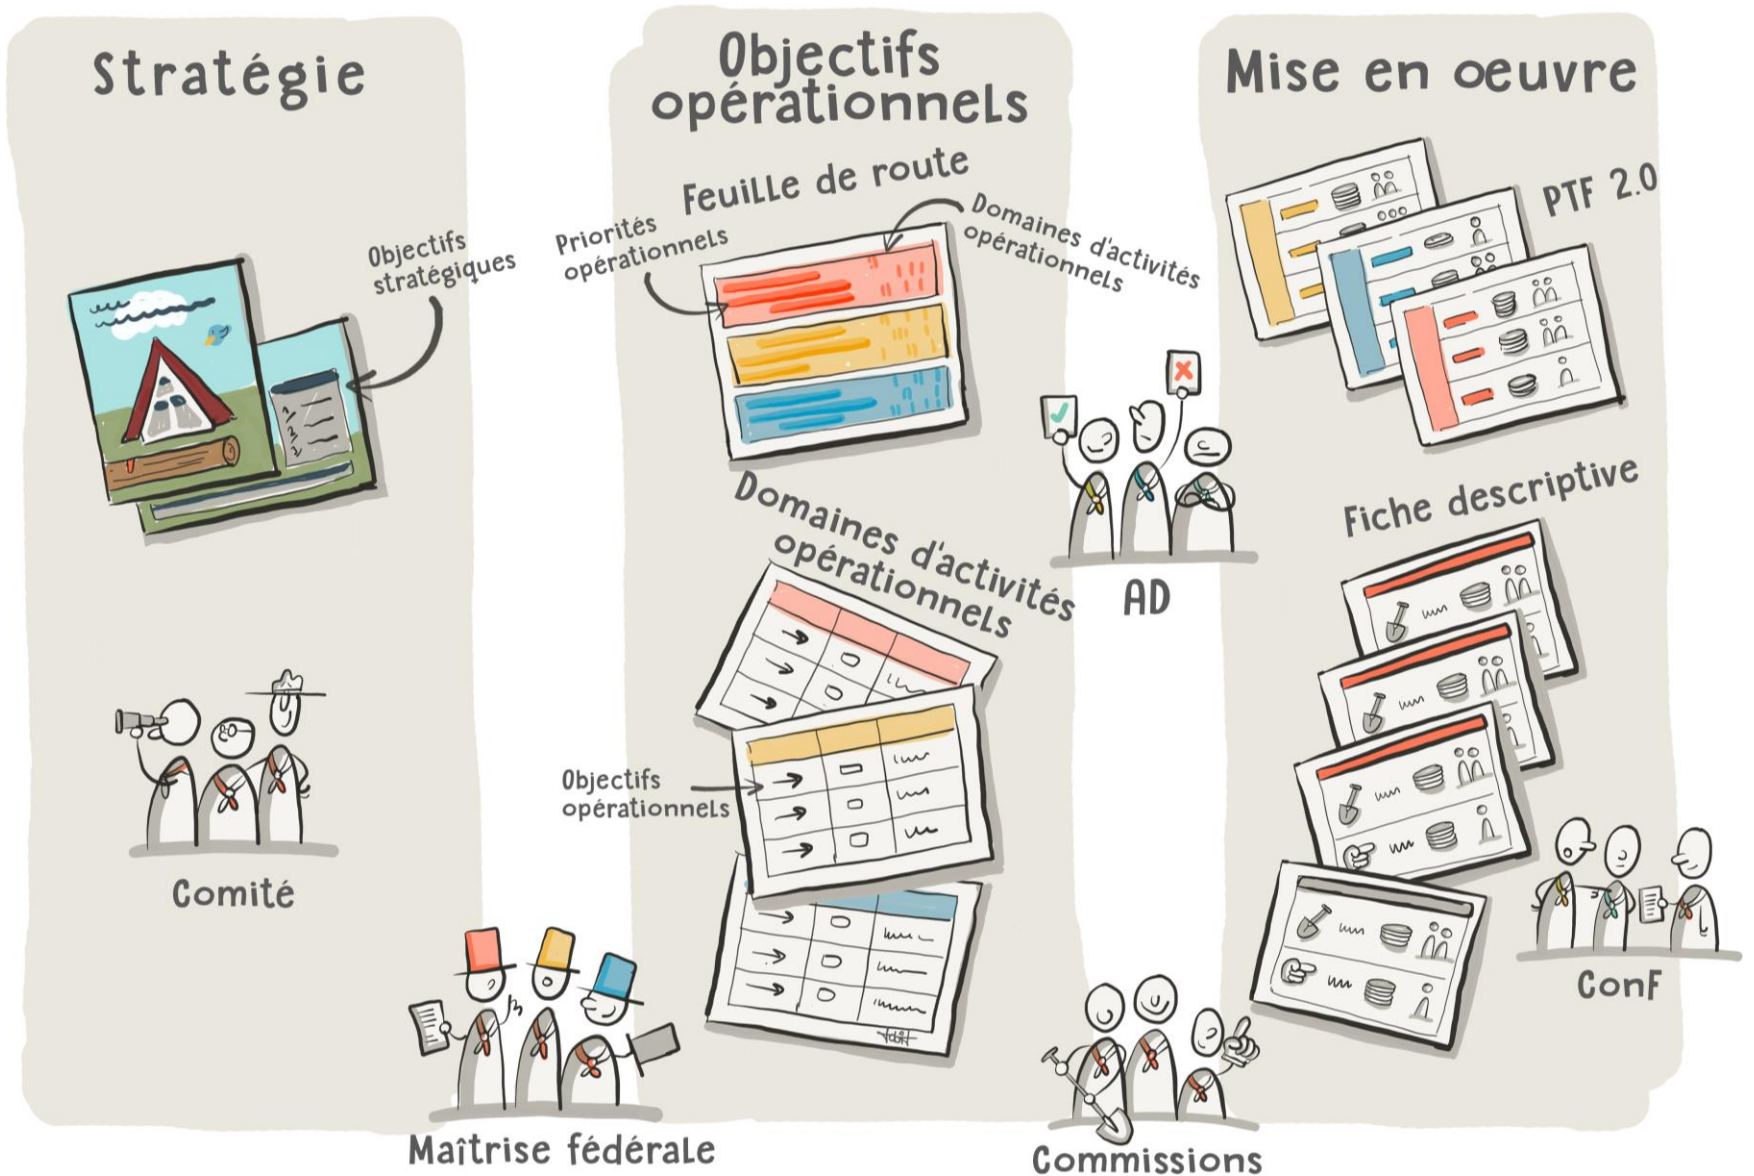 Stratégie
Objectifs
stratégiques
Comité
Maîtrise fédérale
Objectifs
opérationnels
Feuille de route
Priorités
opérationnels
Domaines d'activités
opérationnels
Domaines d'activités
opérationnels
Objectifs
opérationnels
AD
Commissions
Mise en oeuvre
PTF 2.0
Fiche descriptive
ConF